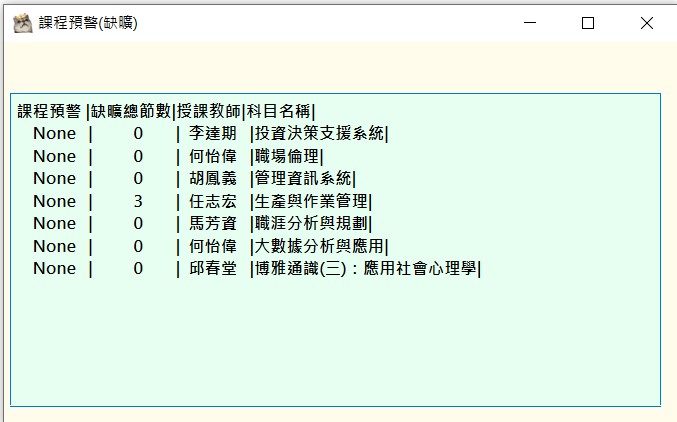 課程預警(缺曠)
課程預警 |缺曠總節數|授課教師|科目名稱|
None | 0 | 李達期 |投資決策支援系統|
None | 0 | 何怡偉 |職場倫理|
None | 0 | 胡鳳義 |管理資訊系統|
None | 3 | 任志宏 |生產與作業管理|
None | 0 | 馬芳資 |職涯分析與規劃|
None | 0 | 何怡偉 |大數據分析與應用|
None | 0 | 邱春堂 |博雅通識(三)：應用社會心理學|